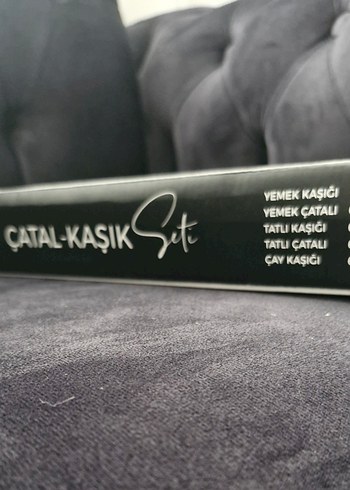 ÇATAL-KAŞIK Seti
YEMEK KAŞIĞI
YEMEK ÇATALI
TATLI KAŞIĞI
TATLI ÇATALI
ÇAY KAŞIĞI